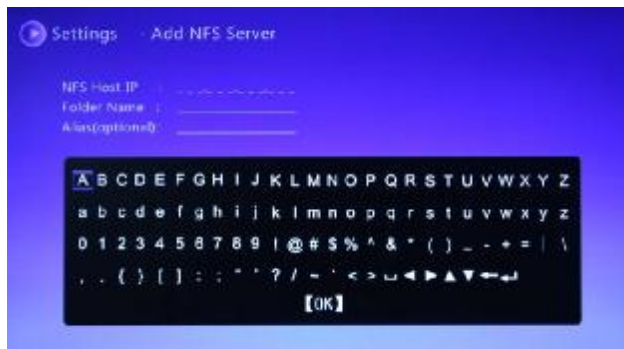 Settings - Add NFS Server
NFS Host IP : _ _ _ . _ _ _ . _ _ _ . _ _ _
Folder Name :
Alias(optional):
A B C D E F G H I J K L M N O P Q R S T U V W X Y Z
a b c d e f g h i j k l m n o p q r s t u v w x y z
0 1 2 3 4 5 6 7 8 9 ! @ # $ % ^ & * ( ) _ - + = | \
, . { } [ ] : ; " ' ? / ~ ` < > ␣ ◀ ▶ ▲ ▼ ← ↵
【OK】